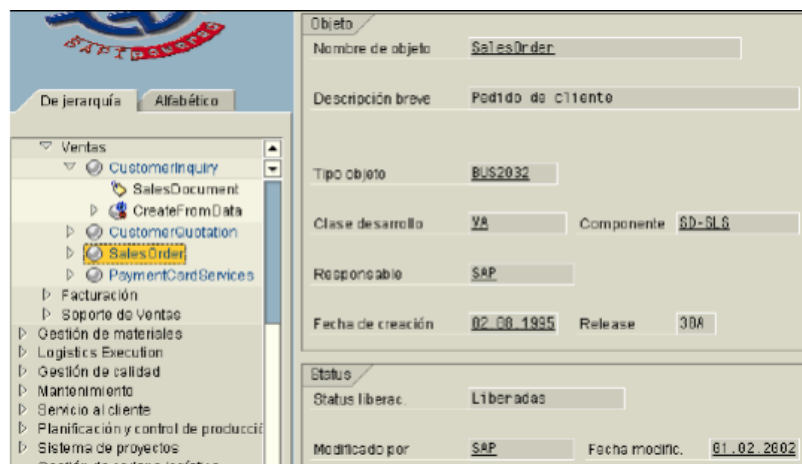 SAPTpowered
De jerarquía
Alfabético
Ventas
CustomerInquiry
SalesDocument
CreateFromData
CustomerQuotation
SalesOrder
PaymentCardServices
Facturación
Soporte de Ventas
Gestión de materiales
Logistics Execution
Gestión de calidad
Mantenimiento
Servicio al cliente
Planificación y control de producció
Sistema de proyectos
Objeto
Nombre de objeto SalesOrder
Descripción breve Pedido de cliente
Tipo objeto BUS2032
Clase desarrollo VA Componente SD-SLS
Responsable SAP
Fecha de creación 02.08.1995 Release 30A
Status
Status liberac. Liberadas
Modificado por SAP Fecha modific. 01.02.2002